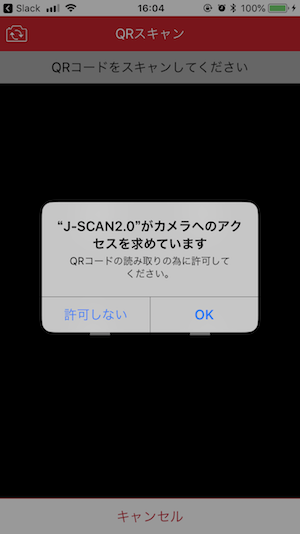 Slack 16:04 100%
QRスキャン
QRコードをスキャンしてください
“J-SCAN2.0”がカメラへのアク
セスを求めています
QRコードの読み取りの為に許可して
ください。
許可しない OK
キャンセル